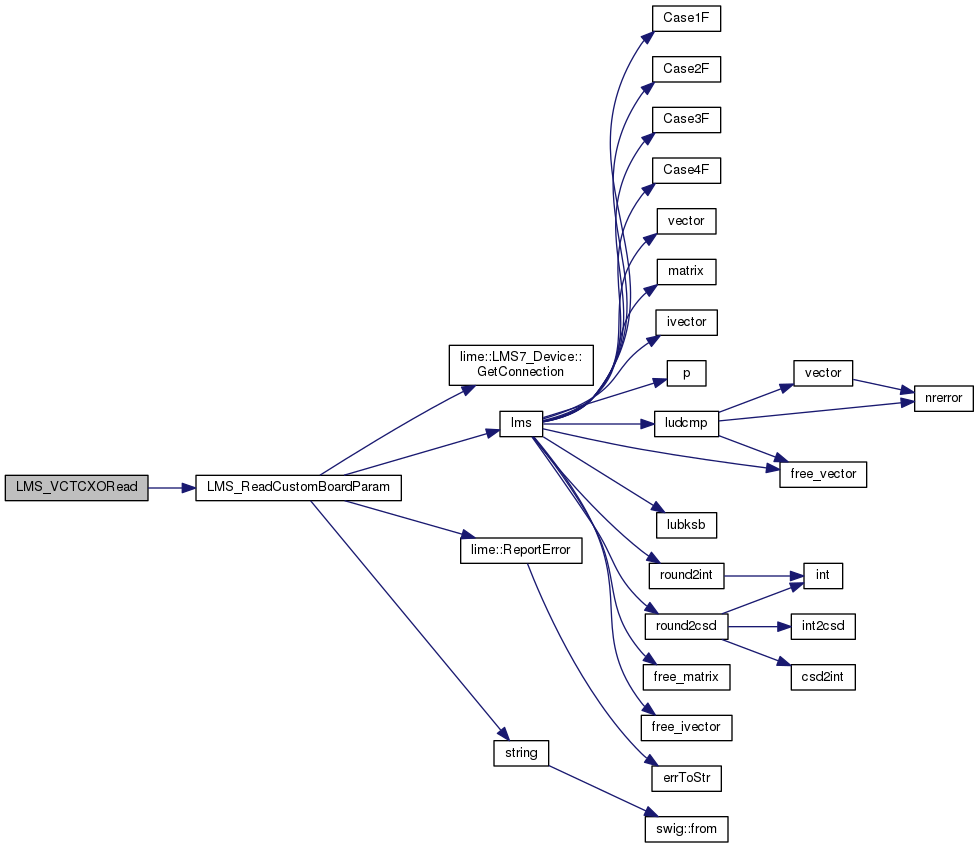 LMS_VCTCXORead
LMS_ReadCustomBoardParam
lime::LMS7_Device::
GetConnection
lms
lime::ReportError
string
Case1F
Case2F
Case3F
Case4F
vector
matrix
ivector
p
ludcmp
lubksb
round2int
round2csd
free_matrix
free_ivector
errToStr
swig::from
vector
free_vector
int
int2csd
csd2int
nrerror